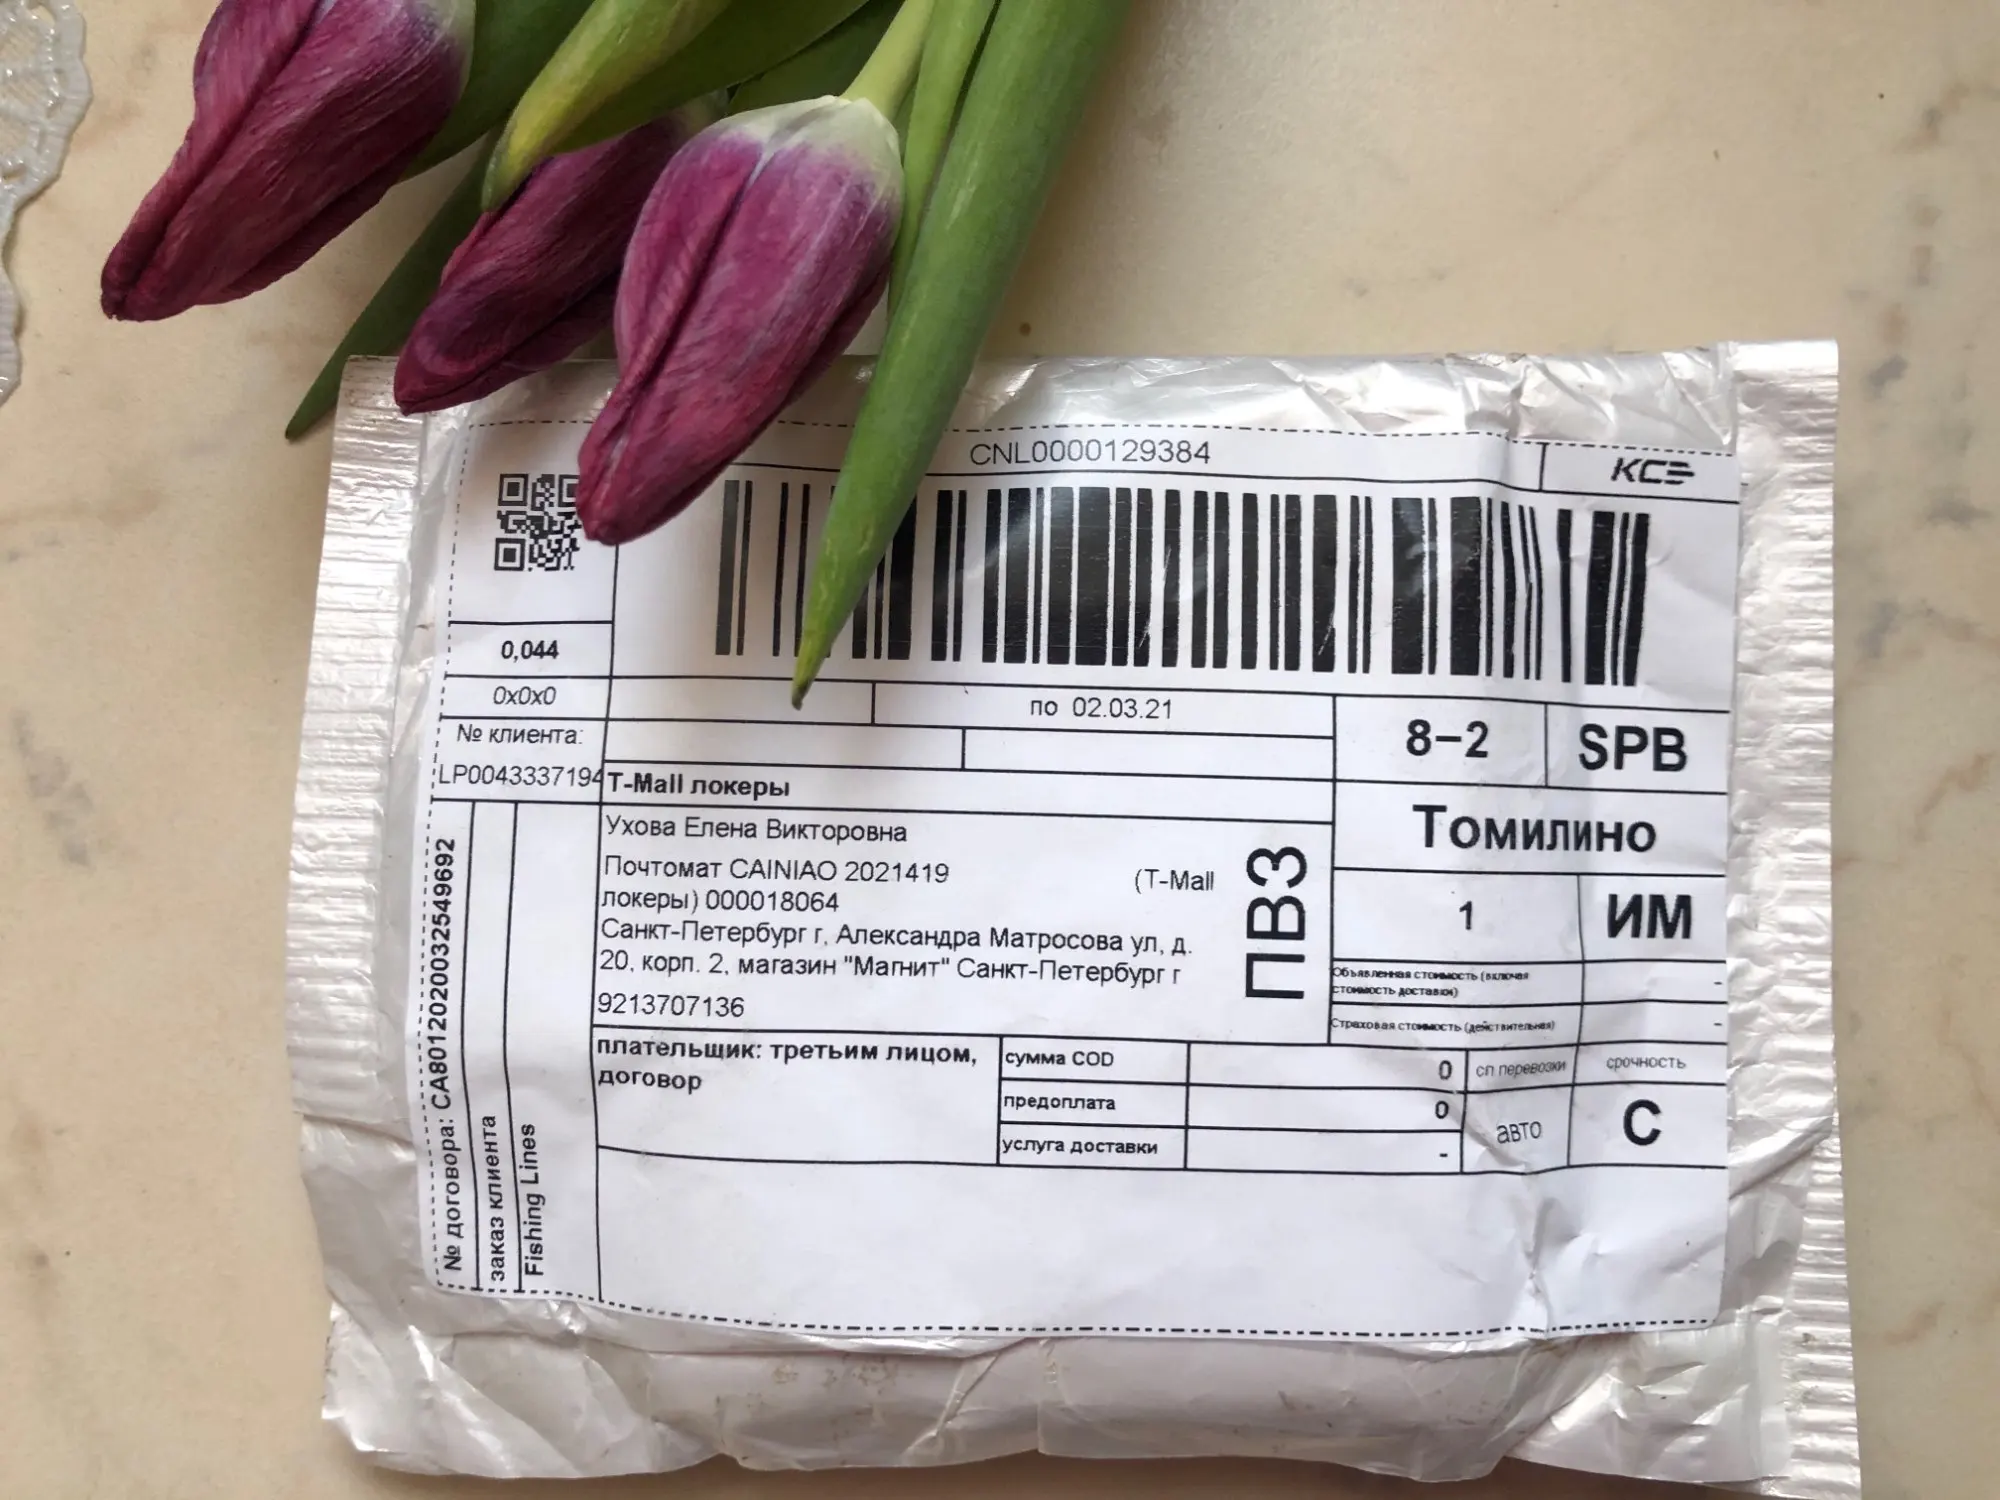 CNL0000129384
КСЭ
0,044
0x0x0
по 02.03.21
8-2
SPB
№ клиента:
LP0043337194
T-Mall локеры
Томилино
Ухова Елена Викторовна
Почтомат CAINIAO 2021419 (T-Mall
локеры) 000018064
Санкт-Петербург г, Александра Матросова ул, д.
20, корп. 2, магазин "Магнит" Санкт-Петербург г
9213707136
ПВЗ
1
ИМ
Объявленная стоимость (включая
стоимость доставки)
-
Страховая стоимость (действительная)
-
плательщик: третьим лицом,
договор
сумма COD
0
предоплата
0
услуга доставки
-
сп перевозки
срочность
авто
С
№ договора: CA8012020032549692
заказ клиента
Fishing Lines